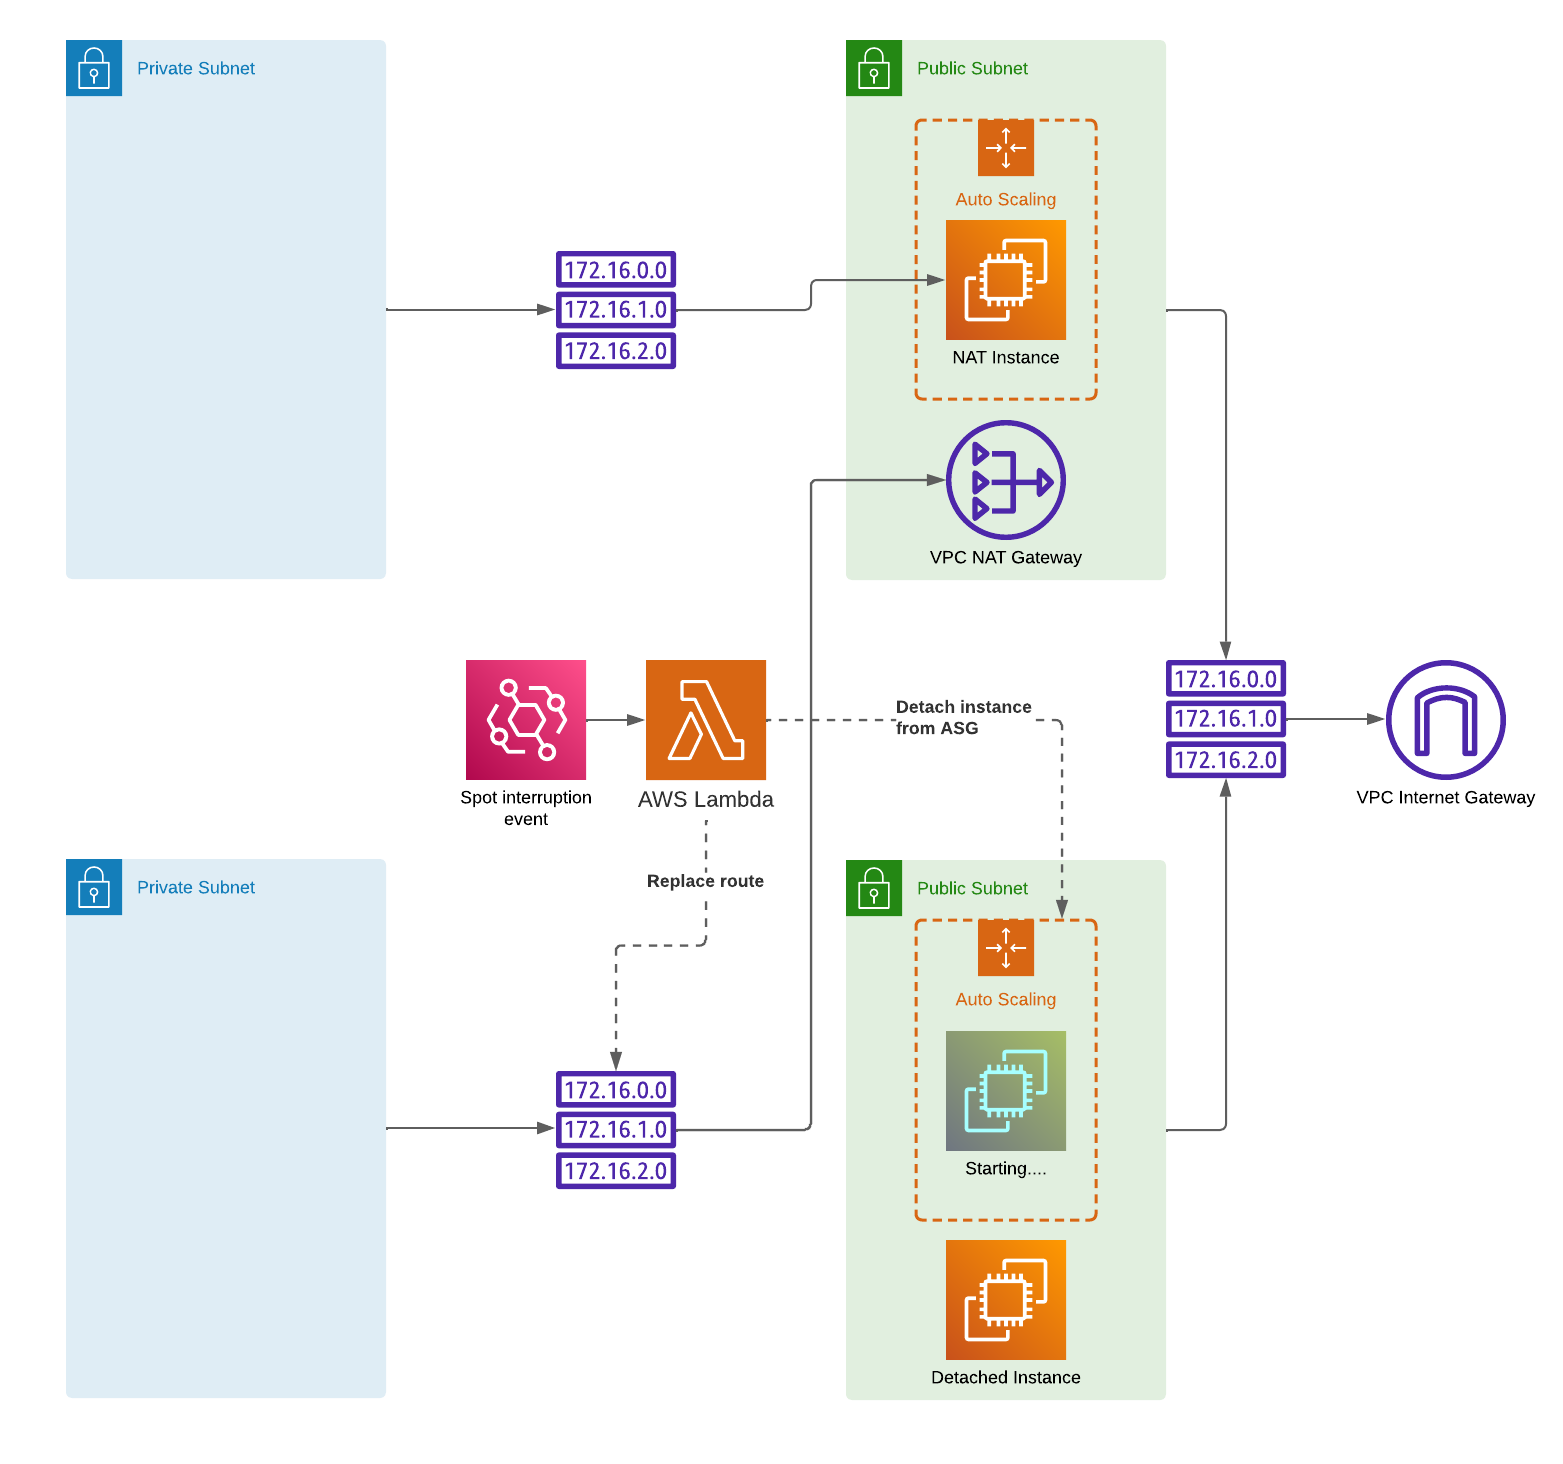 Private Subnet
Public Subnet
Auto Scaling
NAT Instance
172.16.0.0
172.16.1.0
172.16.2.0
VPC NAT Gateway
Spot interruption
event
AWS Lambda
Detach instance
from ASG
Replace route
172.16.0.0
172.16.1.0
172.16.2.0
VPC Internet Gateway
Private Subnet
Public Subnet
Auto Scaling
172.16.0.0
172.16.1.0
172.16.2.0
Starting....
Detached Instance